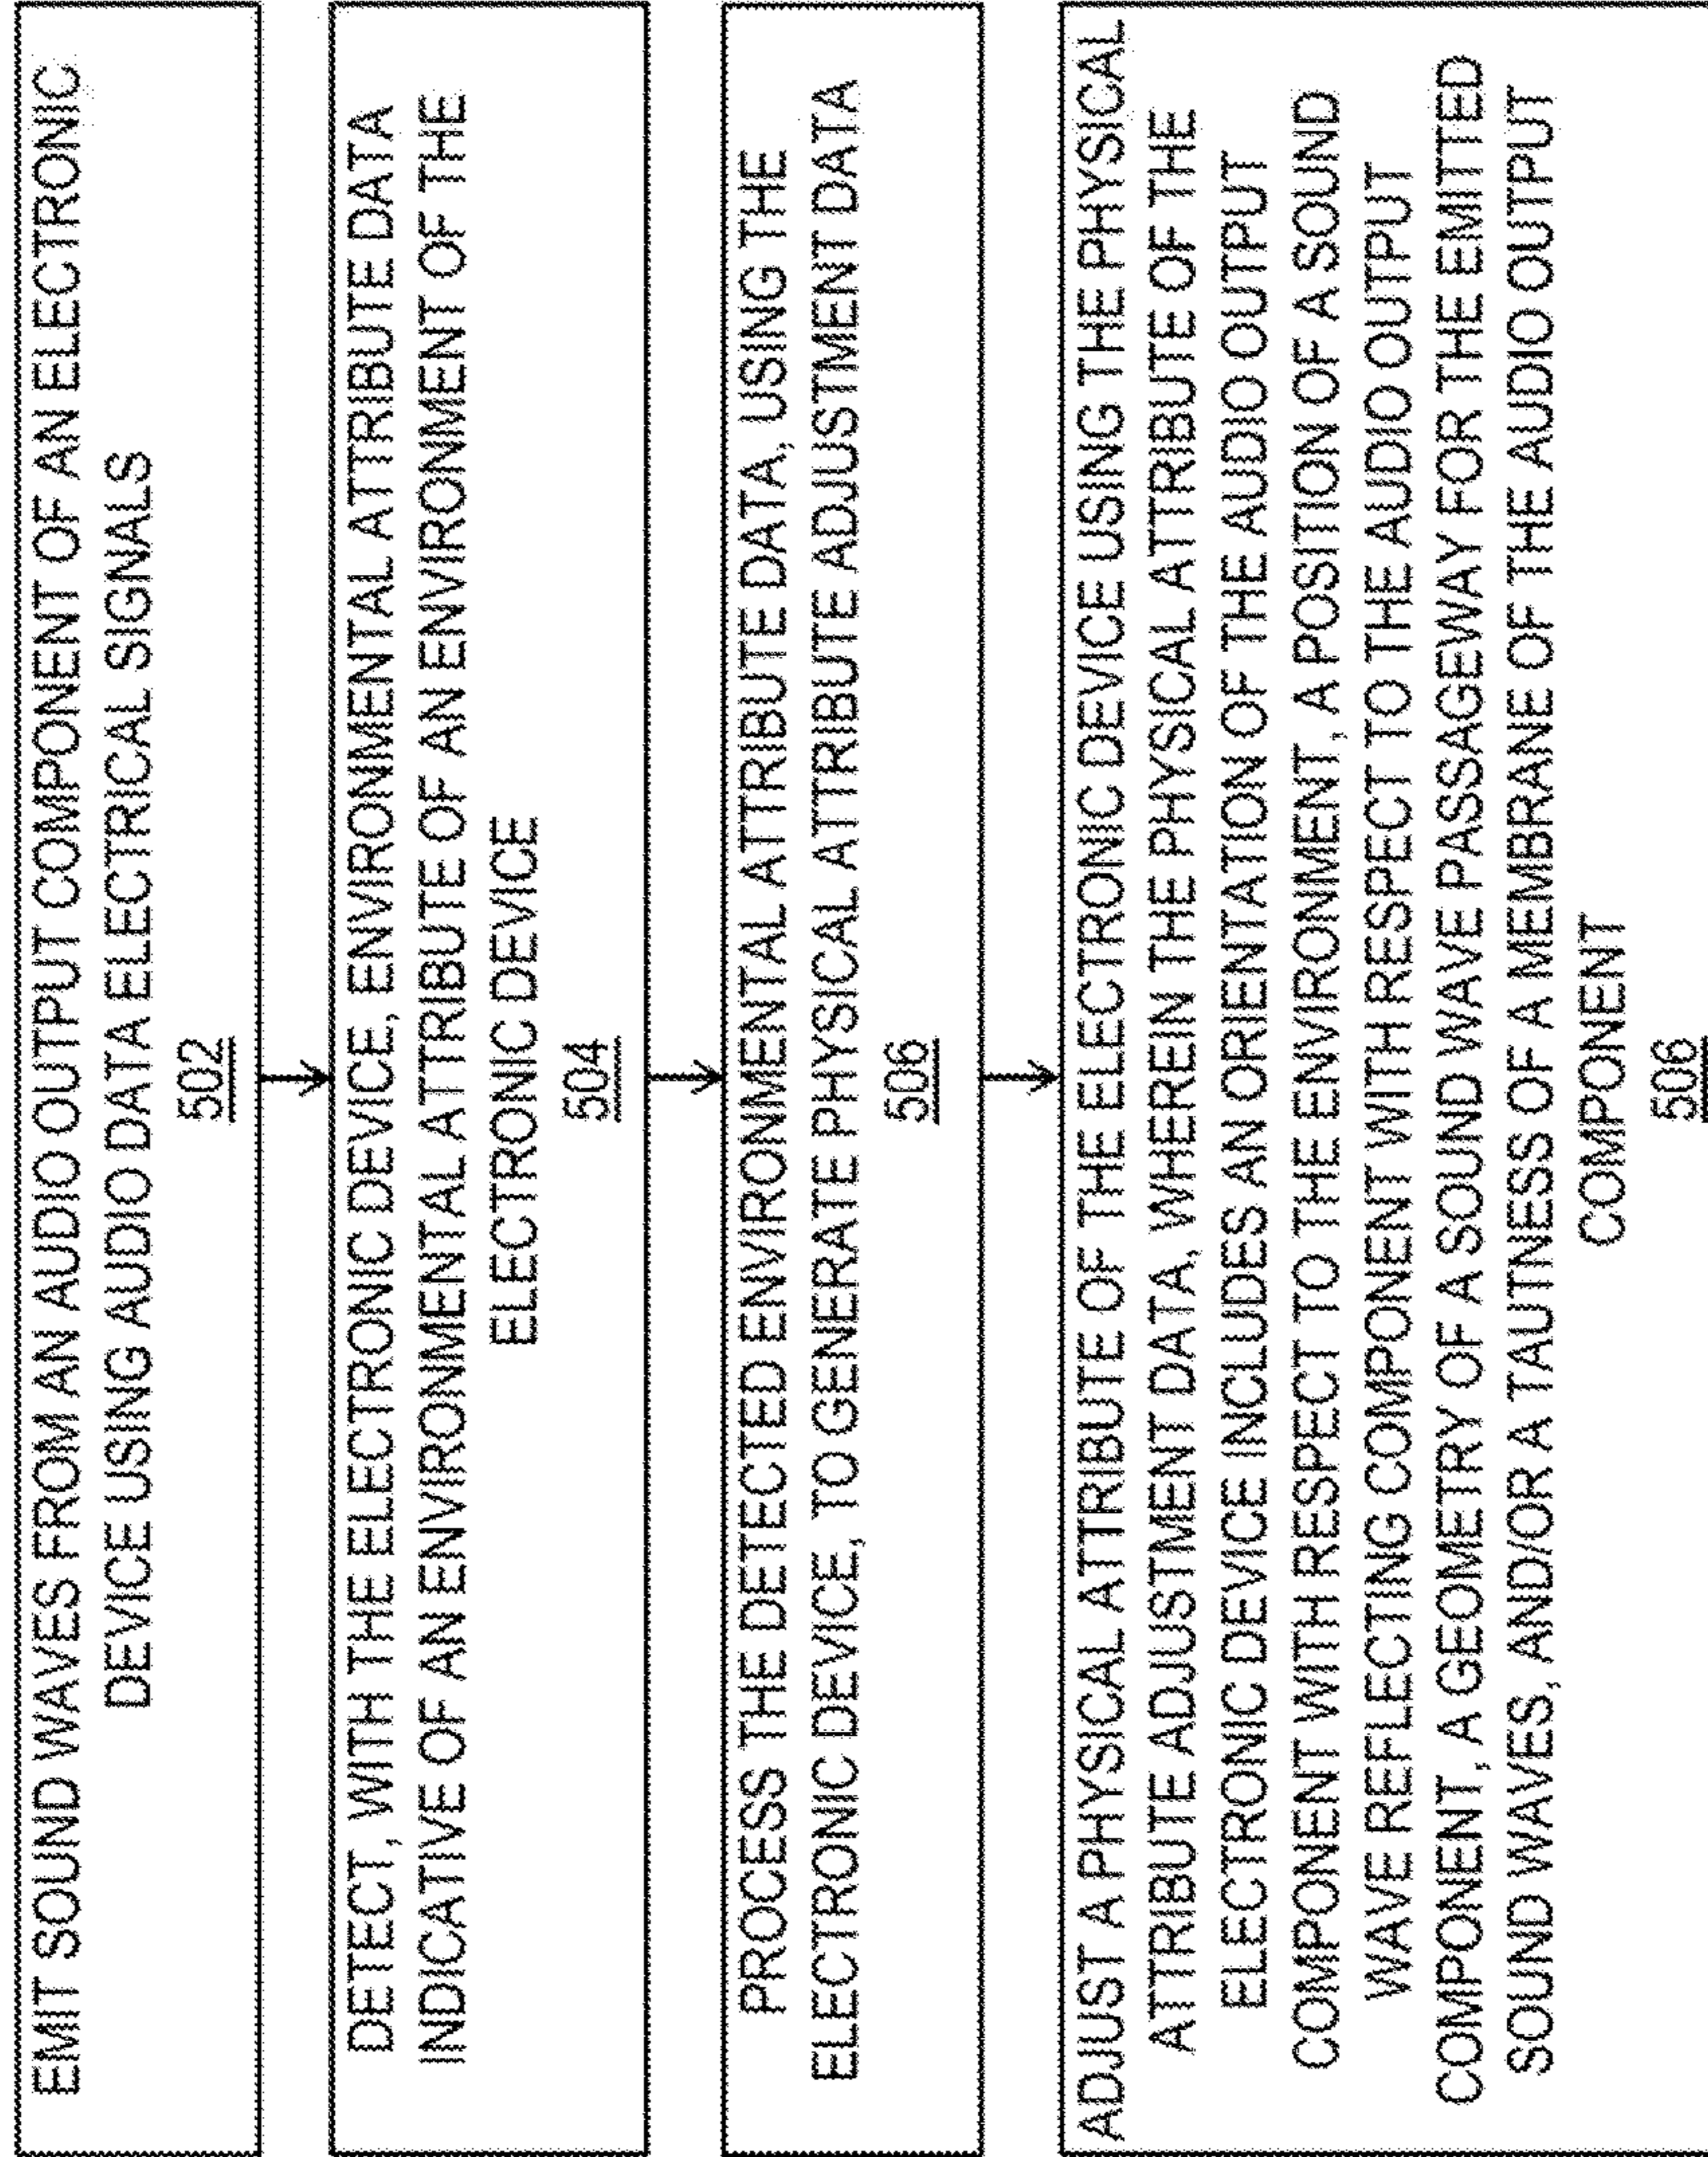 EMIT SOUND WAVES FROM AN AUDIO OUTPUT COMPONENT OF AN ELECTRONIC
DEVICE USING AUDIO DATA ELECTRICAL SIGNALS
502
DETECT, WITH THE ELECTRONIC DEVICE, ENVIRONMENTAL ATTRIBUTE DATA
INDICATIVE OF AN ENVIRONMENTAL ATTRIBUTE OF AN ENVIRONMENT OF THE
ELECTRONIC DEVICE
504
PROCESS THE DETECTED ENVIRONMENTAL ATTRIBUTE DATA, USING THE
ELECTRONIC DEVICE, TO GENERATE PHYSICAL ATTRIBUTE ADJUSTMENT DATA
506
ADJUST A PHYSICAL ATTRIBUTE OF THE ELECTRONIC DEVICE USING THE PHYSICAL
ATTRIBUTE ADJUSTMENT DATA, WHEREIN THE PHYSICAL ATTRIBUTE OF THE
ELECTRONIC DEVICE INCLUDES AN ORIENTATION OF THE AUDIO OUTPUT
COMPONENT WITH RESPECT TO THE ENVIRONMENT, A POSITION OF A SOUND
WAVE REFLECTING COMPONENT WITH RESPECT TO THE AUDIO OUTPUT
COMPONENT, A GEOMETRY OF A SOUND WAVE PASSAGEWAY FOR THE EMITTED
SOUND WAVES, AND/OR A TAUTNESS OF A MEMBRANE OF THE AUDIO OUTPUT
COMPONENT
506